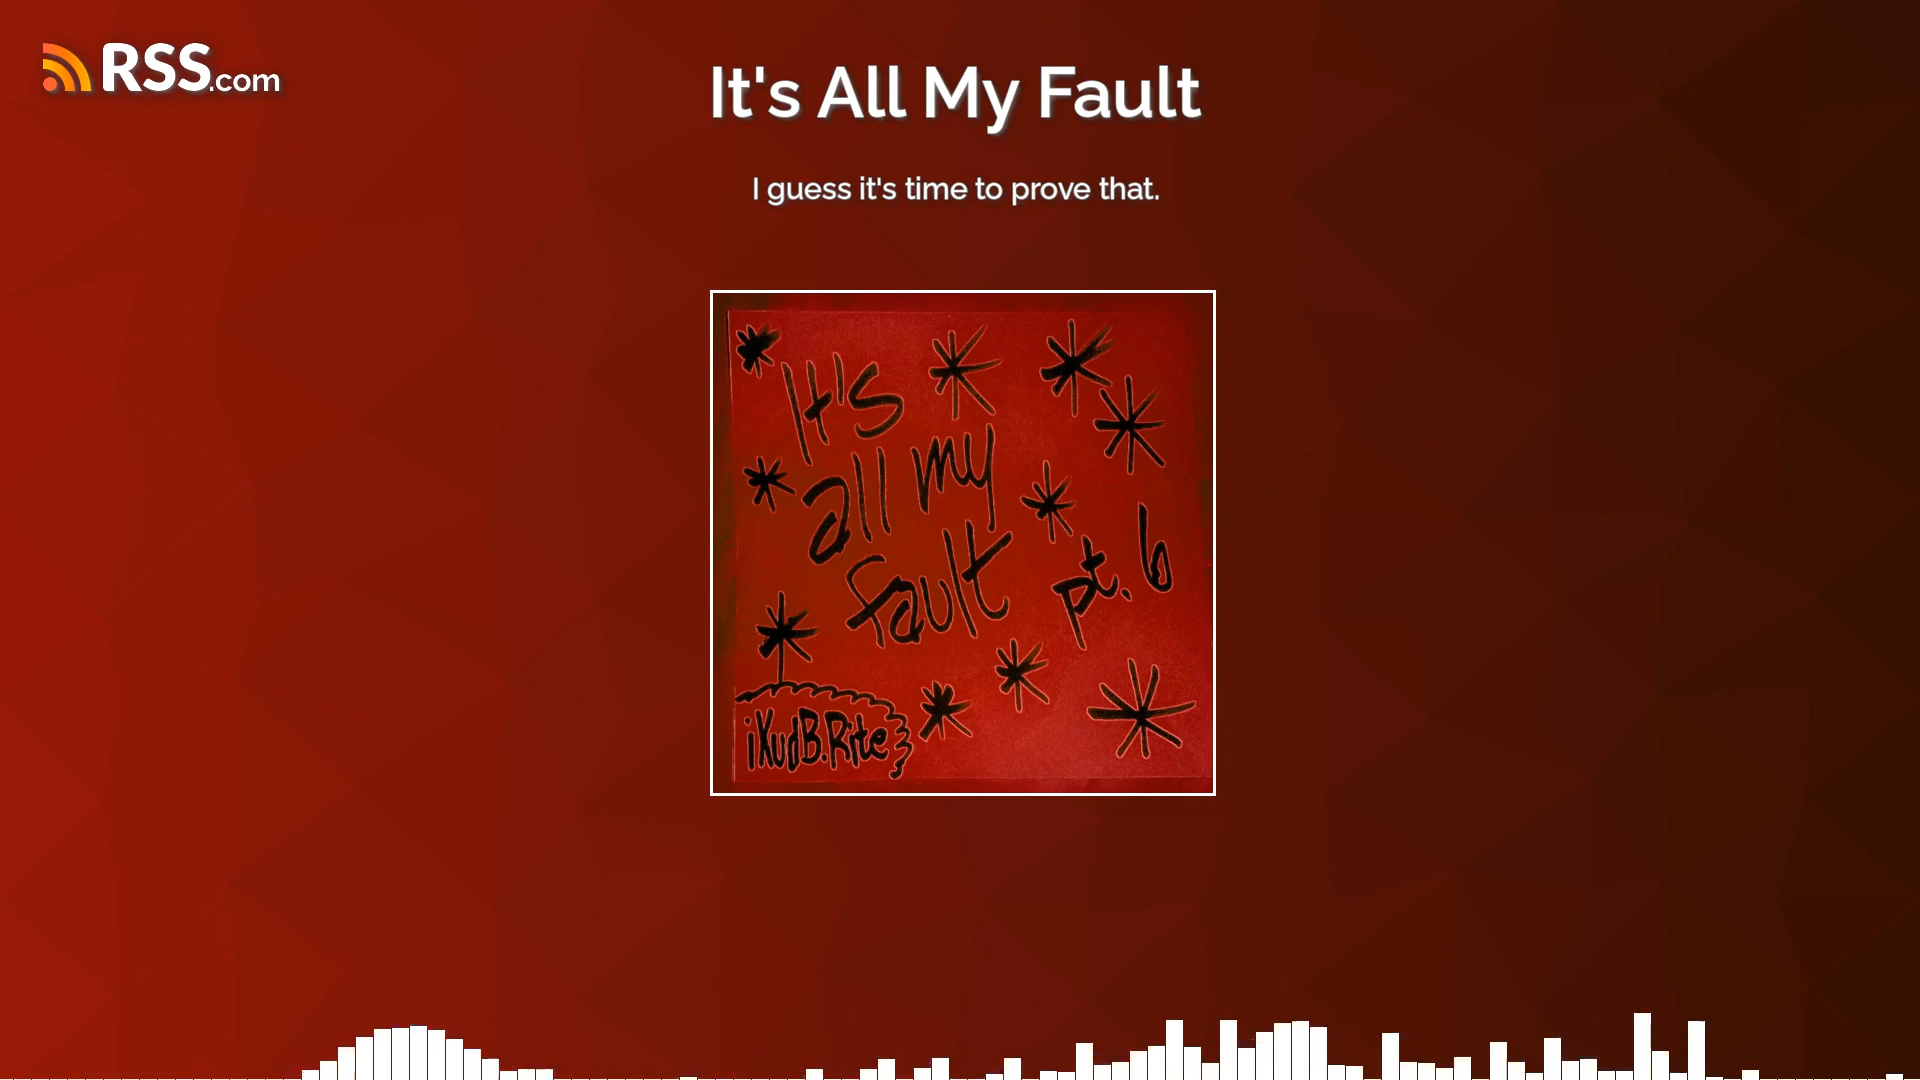 RSS.com
It's All My Fault
I guess it's time to prove that.
It's
all my
fault
pt. 6
iKudB.Rite